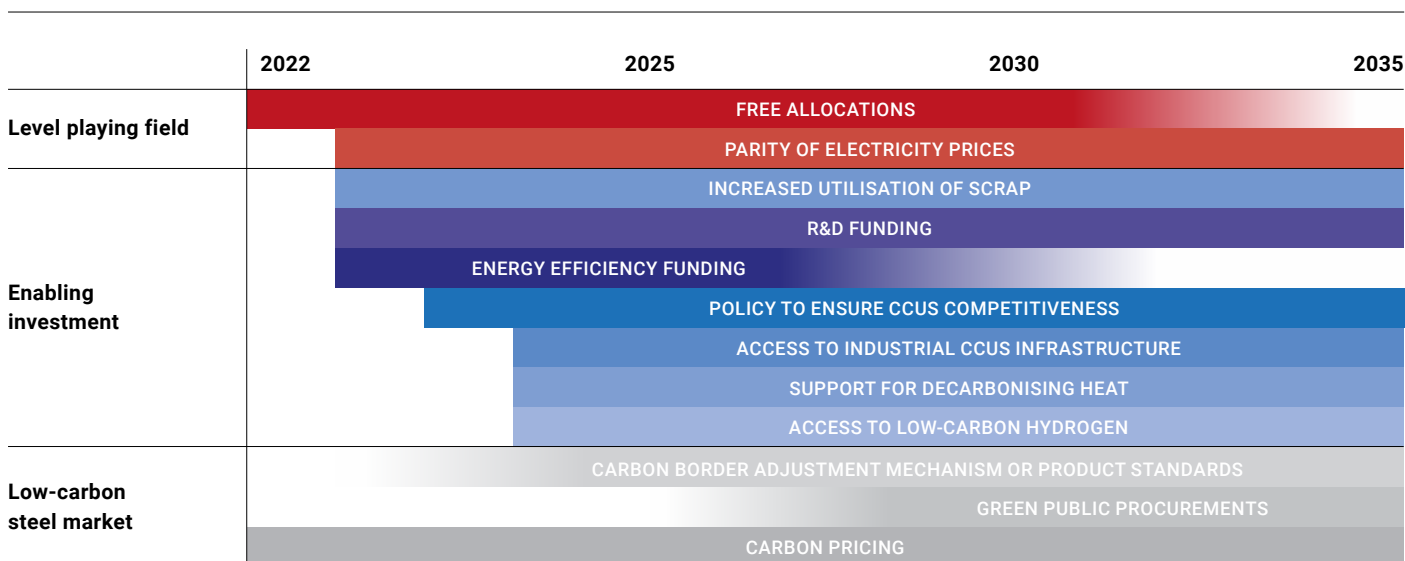 2022 2025 2030 2035
Level playing field
FREE ALLOCATIONS
PARITY OF ELECTRICITY PRICES
Enabling
investment
INCREASED UTILISATION OF SCRAP
R&D FUNDING
ENERGY EFFICIENCY FUNDING
POLICY TO ENSURE CCUS COMPETITIVENESS
ACCESS TO INDUSTRIAL CCUS INFRASTRUCTURE
SUPPORT FOR DECARBONISING HEAT
ACCESS TO LOW-CARBON HYDROGEN
Low-carbon
steel market
CARBON BORDER ADJUSTMENT MECHANISM OR PRODUCT STANDARDS
GREEN PUBLIC PROCUREMENTS
CARBON PRICING